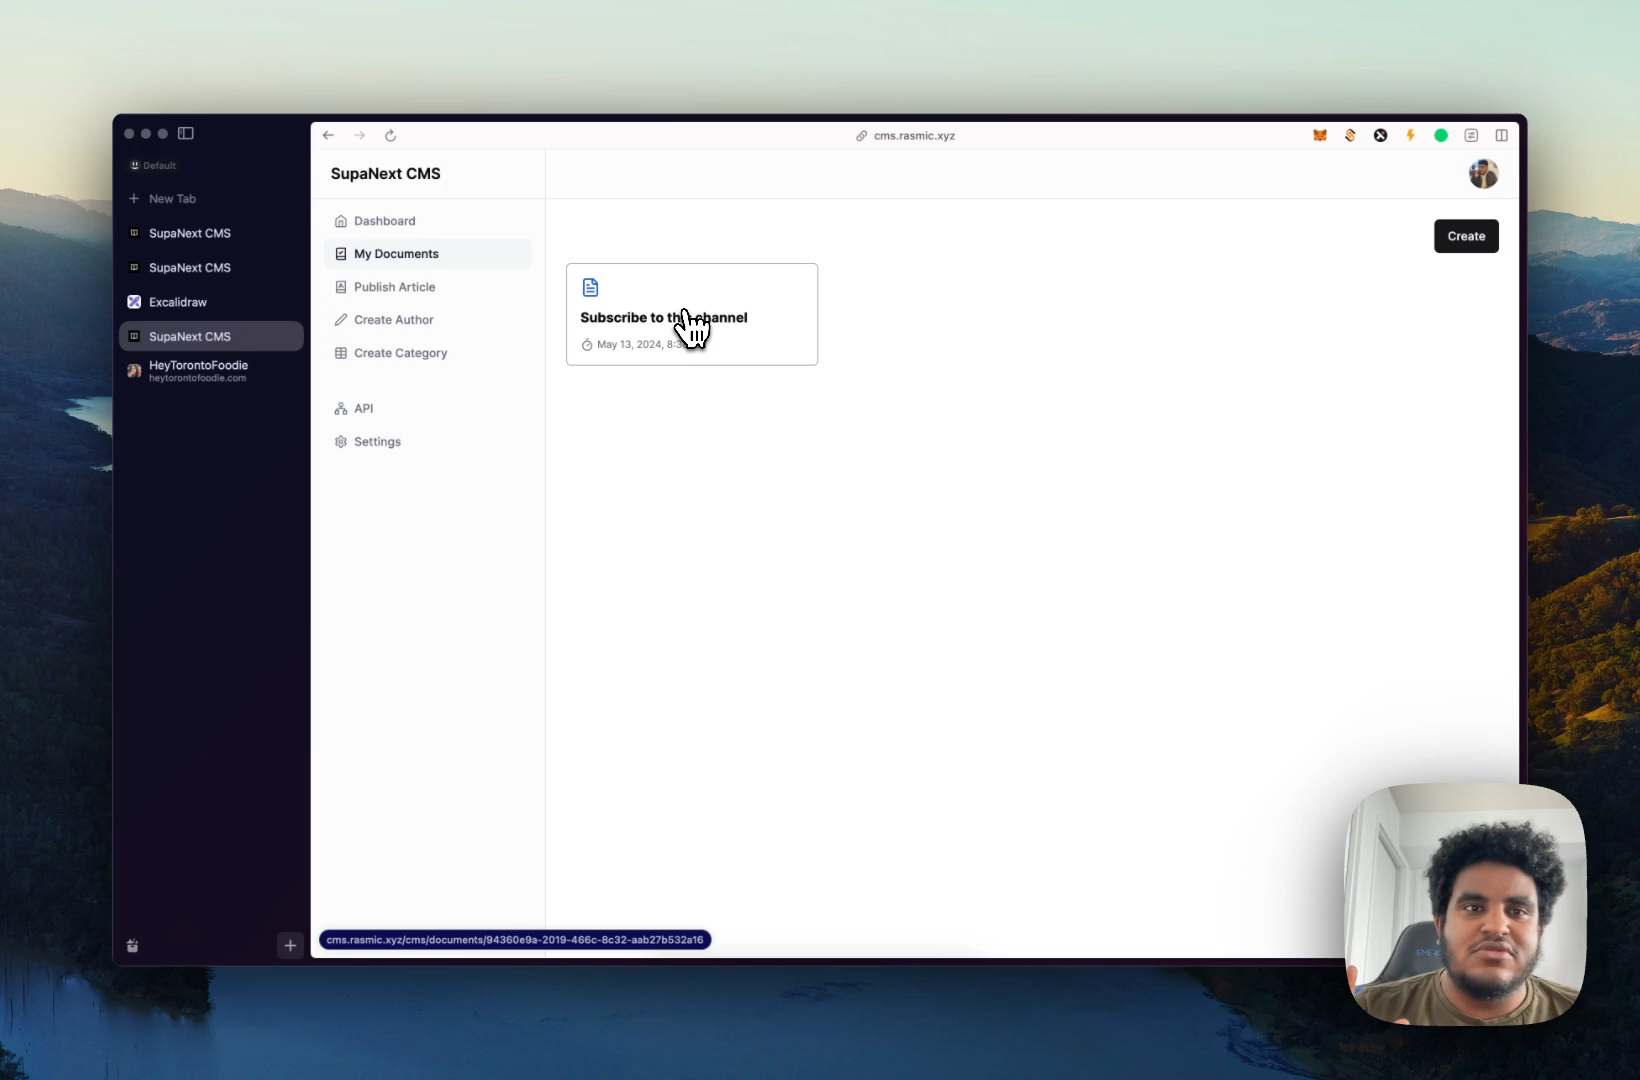 Default
New Tab
SupaNext CMS
SupaNext CMS
Excalidraw
SupaNext CMS
HeyTorontoFoodie
heytorontofoodie.com
cms.rasmic.xyz
SupaNext CMS
Dashboard
My Documents
Publish Article
Create Author
Create Category
API
Settings
Create
Subscribe to channel
May 13, 2024,
cms.rasmic.xyz/cms/documents/94360e9a-2019-466c-8c32-aab27b532a16